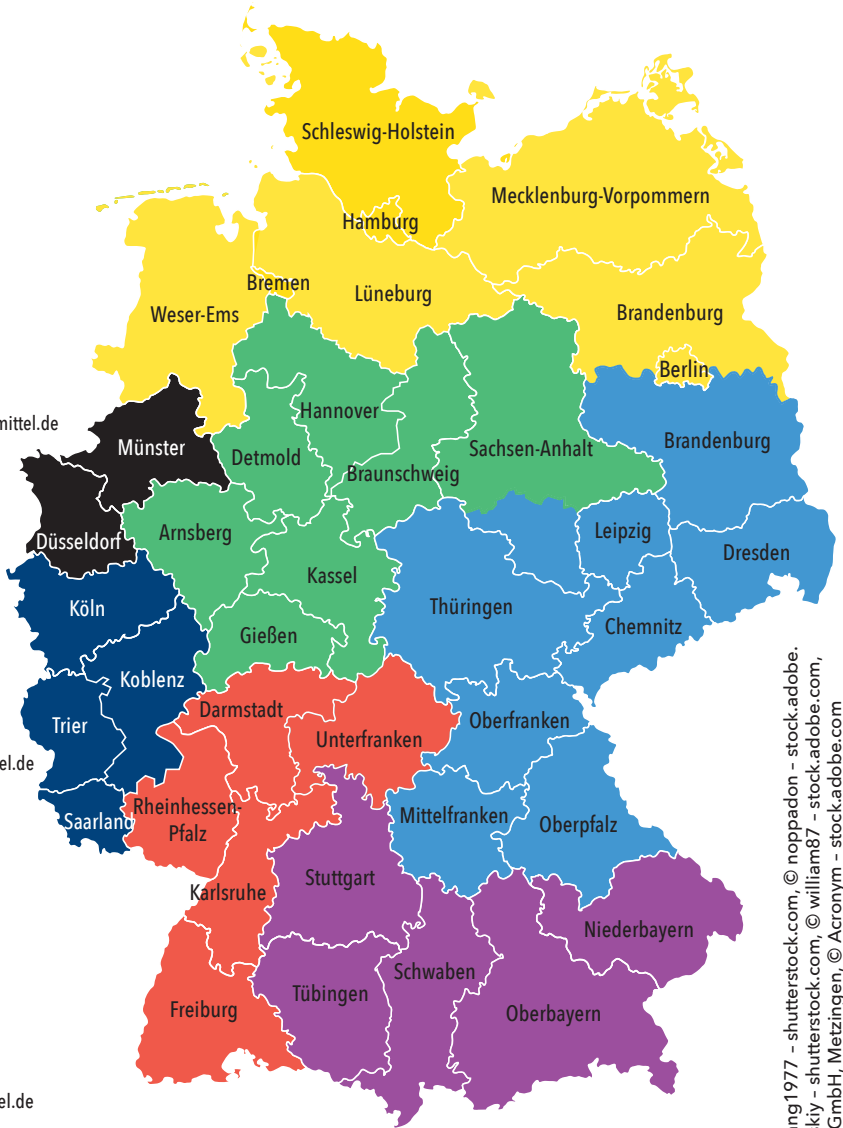 Schleswig-Holstein
Mecklenburg-Vorpommern
Hamburg
Bremen
Lüneburg
Weser-Ems
Brandenburg
Berlin
mittel.de
Hannover
Münster
Detmold
Sachsen-Anhalt
Brandenburg
Braunschweig
Arnsberg
Leipzig
Düsseldorf
Dresden
Kassel
Köln
Thüringen
Chemnitz
Gießen
Koblenz
Darmstadt
Oberfranken
Trier
Unterfranken
el.de
Rheinhessen-
Pfalz
Mittelfranken
Saarland
Oberpfalz
Stuttgart
Karlsruhe
Niederbayern
Schwaben
Tübingen
Freiburg
Oberbayern
el.de
ng1977 – shutterstock.com, © noppadon – stock.adobe.
kiy – shutterstock.com, © william87 – stock.adobe.com,
GmbH, Metzingen, © Acronym – stock.adobe.com